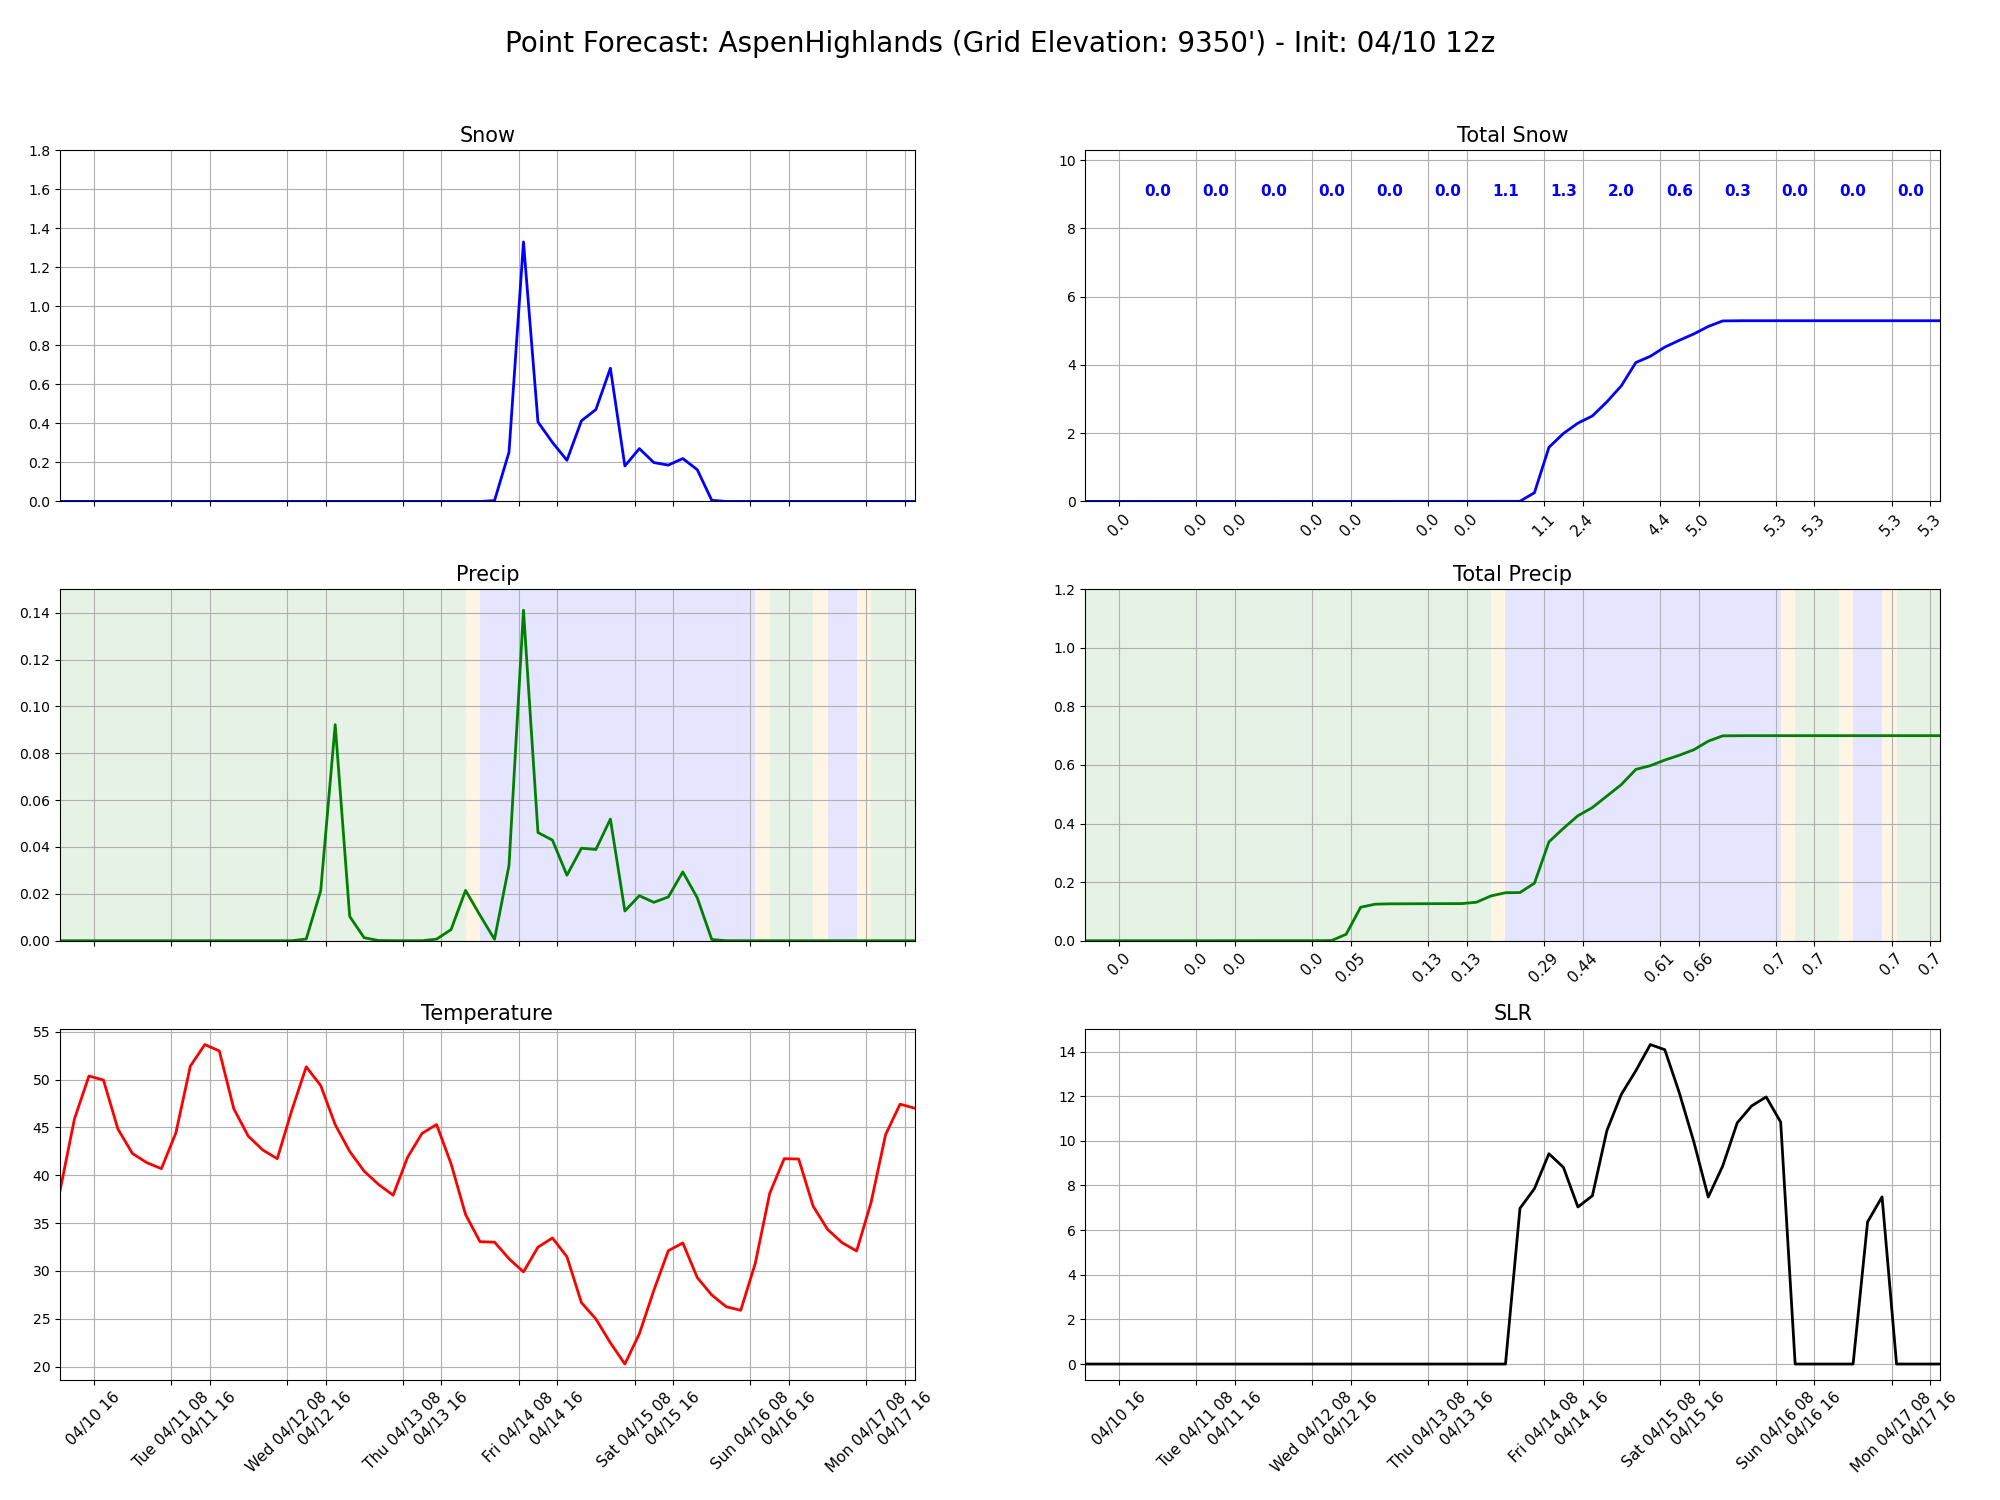 Point Forecast: AspenHighlands (Grid Elevation: 9350') - Init: 04/10 12z
Snow
1.8
1.6
1.4
1.2
1.0
0.8
0.6
0.4
0.2
0.0
Total Snow
10
8
6
4
2
0
0.0 0.0 0.0 0.0 0.0 0.0 1.1 1.3 2.0 0.6 0.3 0.0 0.0 0.0
0.0 0.0 0.0 0.0 0.0 0.0 0.0 1.1 2.4 4.4 5.0 5.3 5.3 5.3 5.3
Precip
0.14
0.12
0.10
0.08
0.06
0.04
0.02
0.00
Total Precip
1.2
1.0
0.8
0.6
0.4
0.2
0.0
0.0 0.0 0.0 0.0 0.05 0.13 0.13 0.29 0.44 0.61 0.66 0.7 0.7 0.7 0.7
Temperature
55
50
45
40
35
30
25
20
04/10 16
Tue 04/11 08
04/11 16
Wed 04/12 08
04/12 16
Thu 04/13 08
04/13 16
Fri 04/14 08
04/14 16
Sat 04/15 08
04/15 16
Sun 04/16 08
04/16 16
Mon 04/17 08
04/17 16
SLR
14
12
10
8
6
4
2
0
04/10 16
Tue 04/11 08
04/11 16
Wed 04/12 08
04/12 16
Thu 04/13 08
04/13 16
Fri 04/14 08
04/14 16
Sat 04/15 08
04/15 16
Sun 04/16 08
04/16 16
Mon 04/17 08
04/17 16